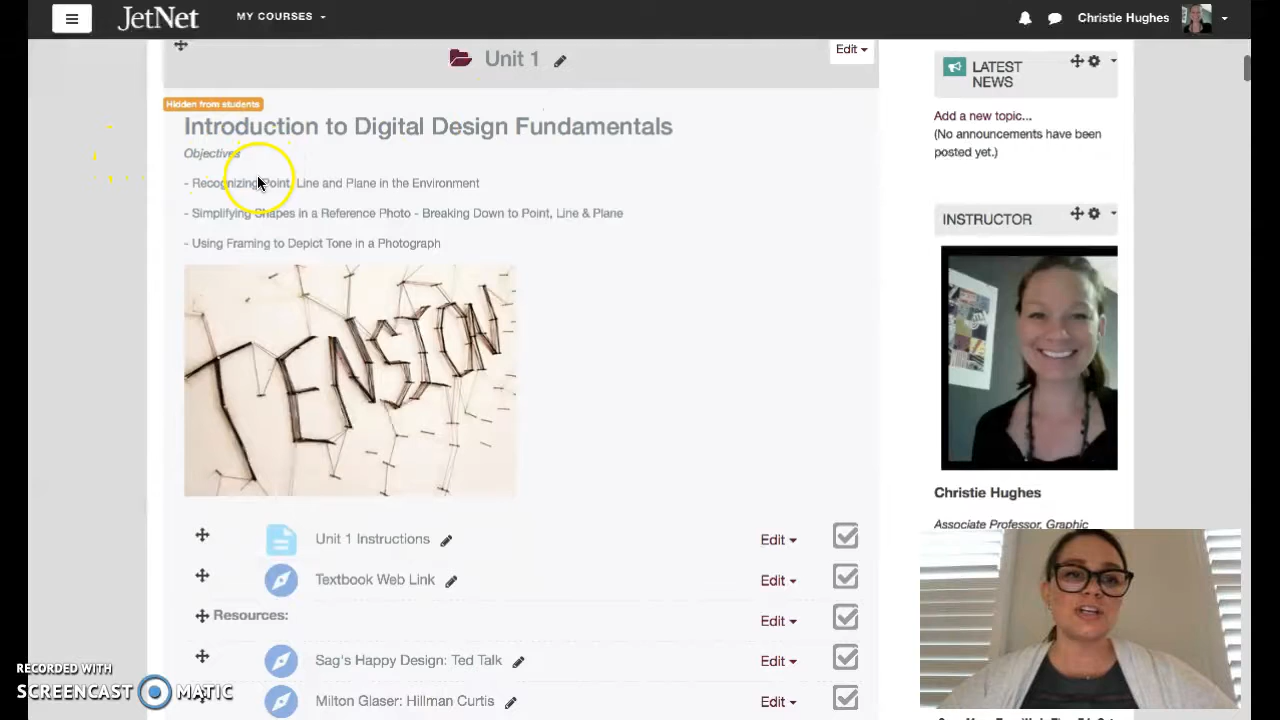 JetNet
MY COURSES
Christie Hughes
Unit 1
Edit
Hidden from students
Introduction to Digital Design Fundamentals
Objectives
- Recognizing Point, Line and Plane in the Environment
- Simplifying Shapes in a Reference Photo - Breaking Down to Point, Line & Plane
- Using Framing to Depict Tone in a Photograph
TENSION
Unit 1 Instructions
Edit
Textbook Web Link
Edit
Resources:
Edit
Sag's Happy Design: Ted Talk
Edit
Milton Glaser: Hillman Curtis
Edit
LATEST
NEWS
Add a new topic...
(No announcements have been
posted yet.)
INSTRUCTOR
Christie Hughes
Associate Professor, Graphic
RECORDED WITH
SCREENCAST MATIC